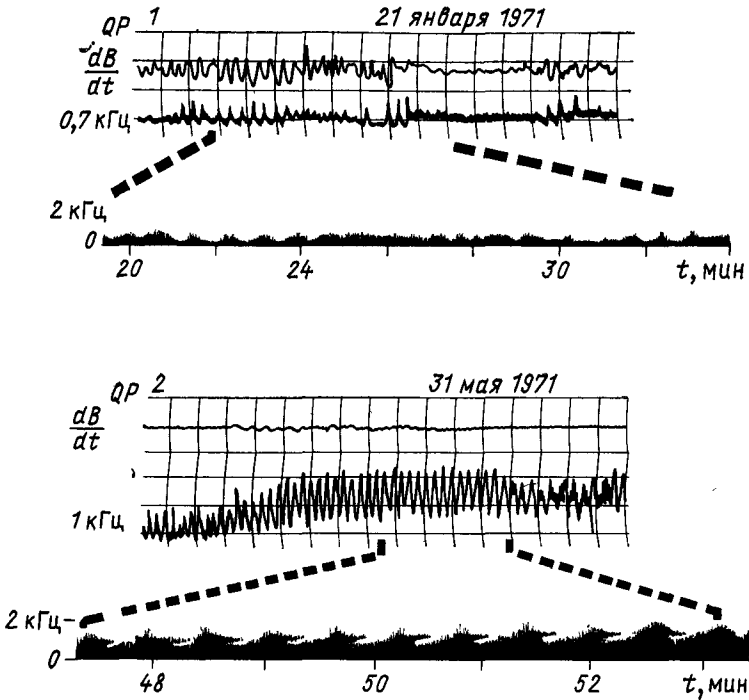 QP 1 21 января 1971
dB
dt
0,7 кГц
2 кГц
0
20 24 30 t, мин
QP 2 31 мая 1971
dB
dt
1 кГц
2 кГц
0
48 50 52 t, мин